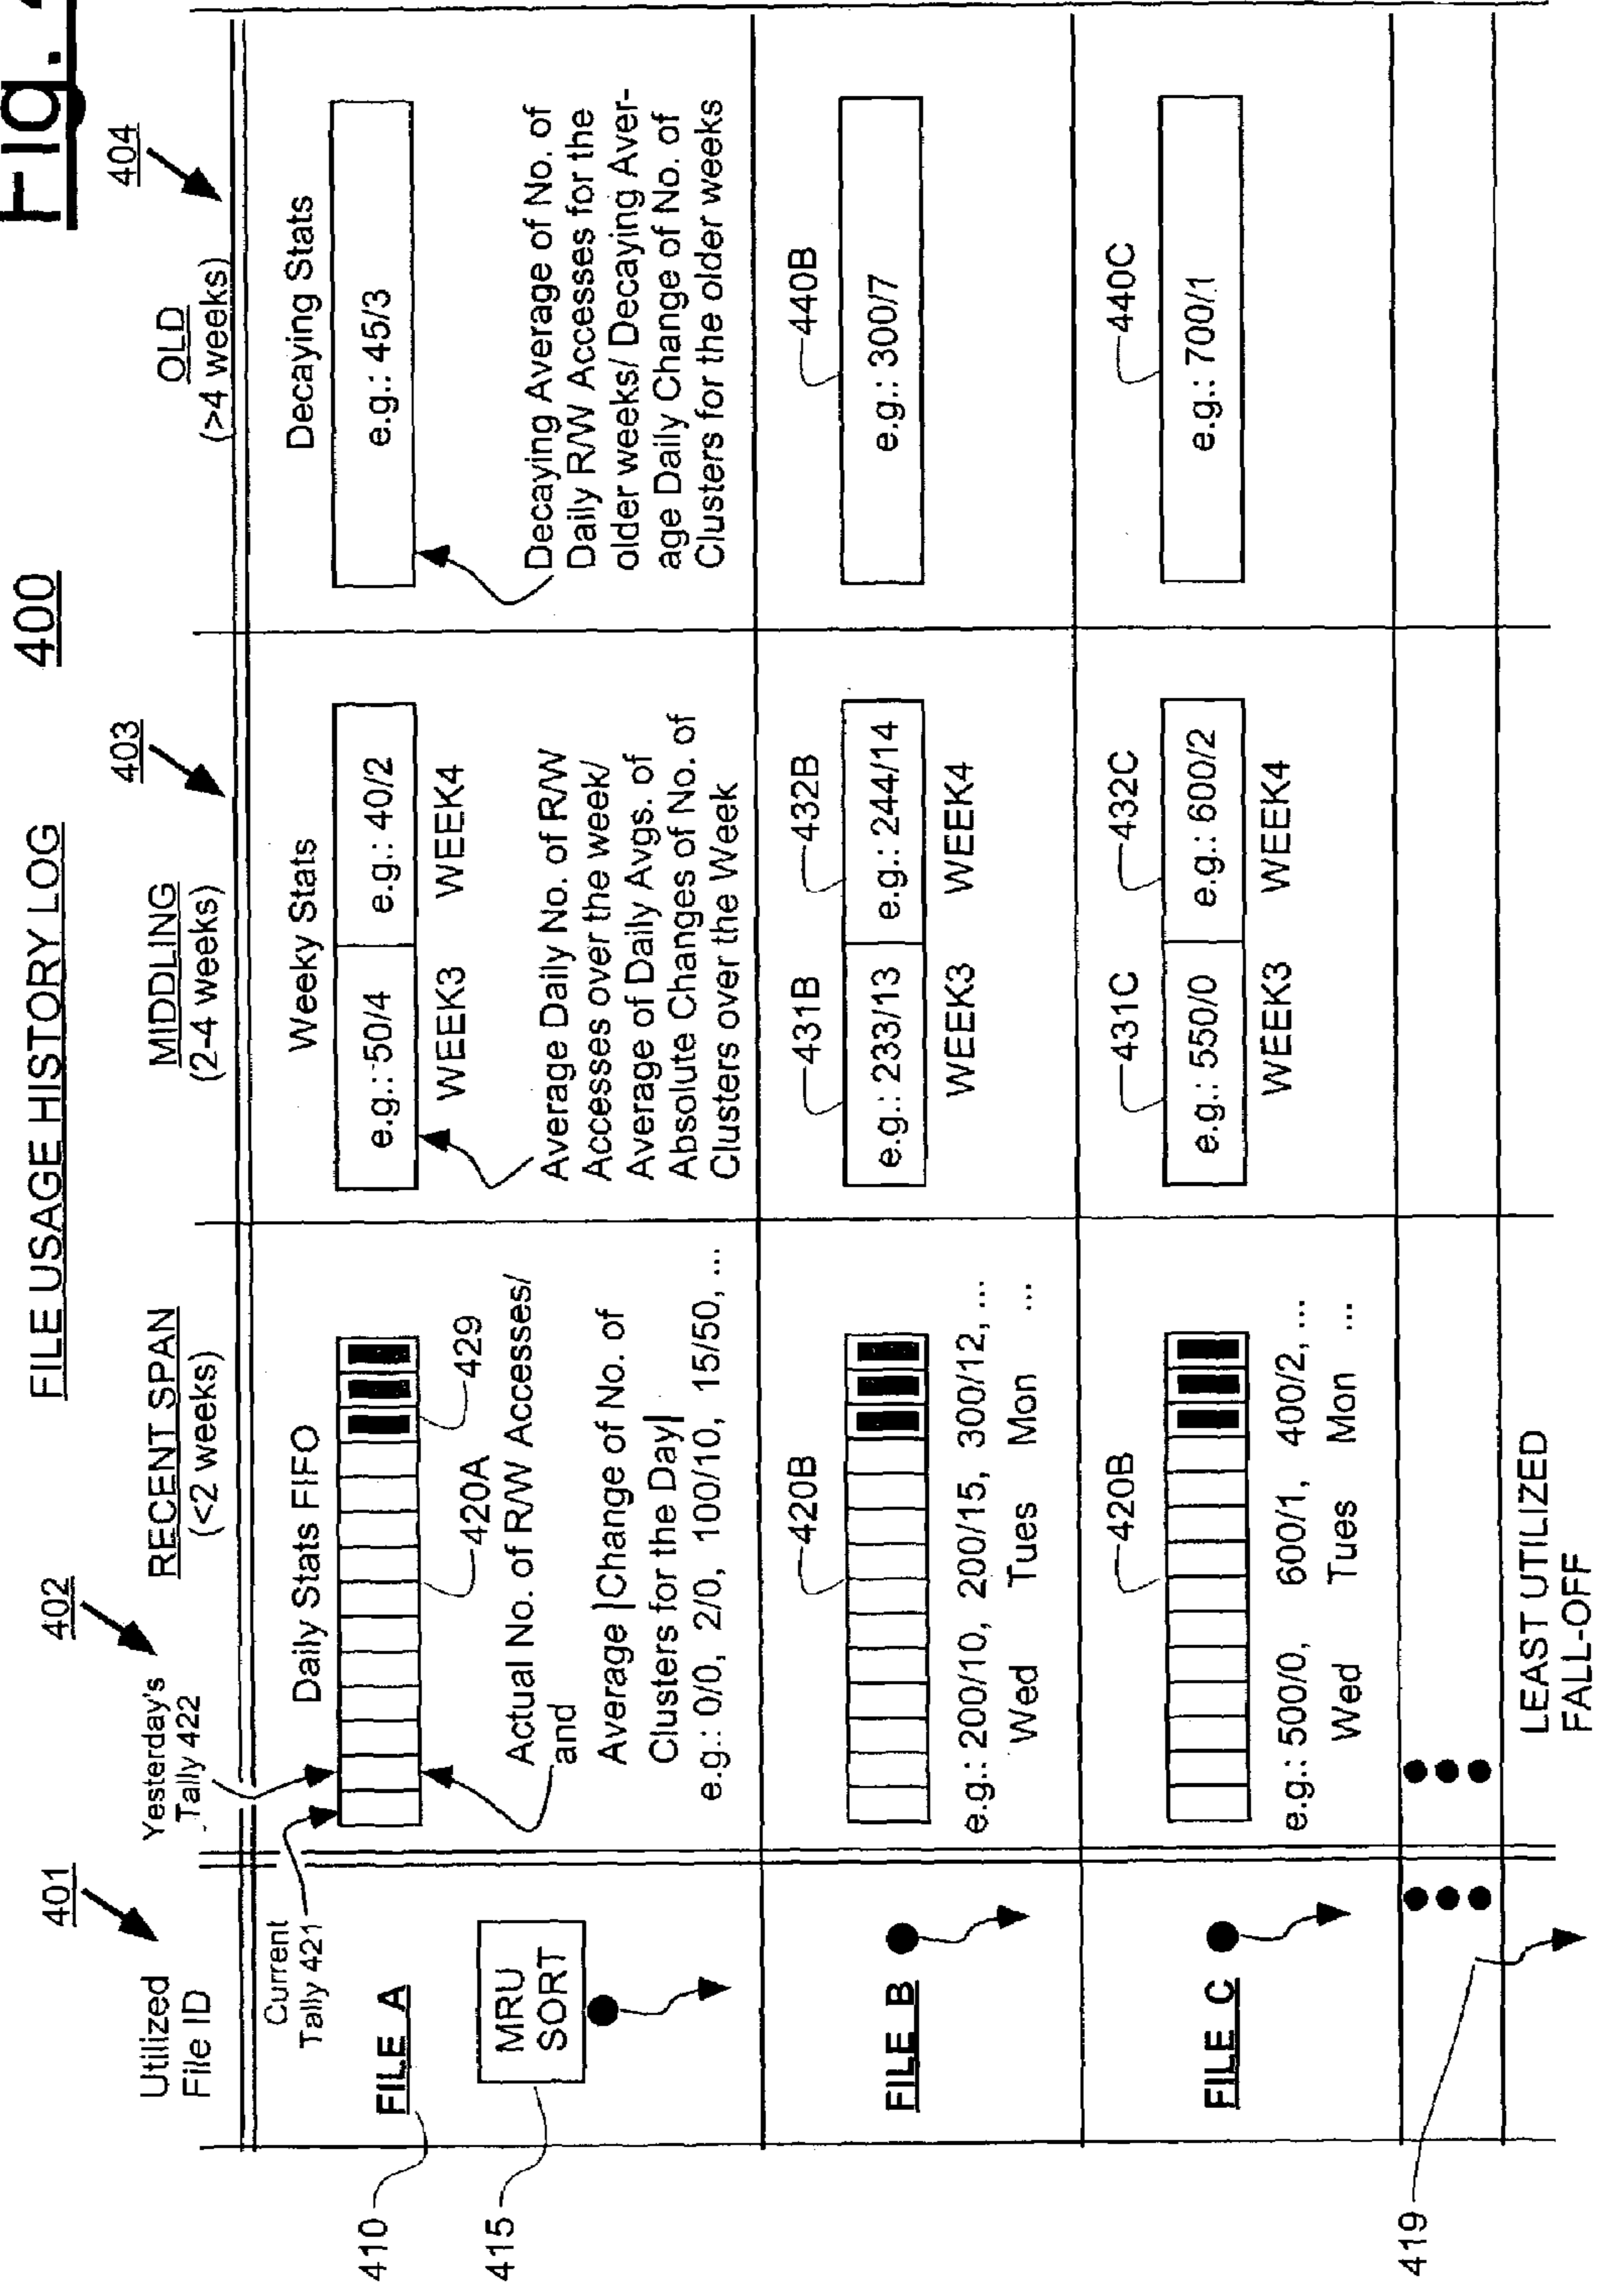 Fig.
FILE USAGE HISTORY LOG
400
401
402
403
404
Utilized
File ID
Yesterday's
Tally 422
RECENT SPAN
(<2 weeks)
MIDDLING
(2-4 weeks)
OLD
(>4 weeks)
Current
Tally 421
410
FILE A
415
MRU
SORT
Daily Stats FIFO
420A
429
Actual No. of R/W Accesses/
and
Average |Change of No. of
Clusters for the Day|
e.g.: 0/0, 2/0, 100/10, 15/50, ...
Weeky Stats
e.g.: 50/4
e.g.: 40/2
WEEK3
WEEK4
Average Daily No. of R/W
Accesses over the week/
Average of Daily Avgs. of
Absolute Changes of No. of
Clusters over the Week
Decaying Stats
e.g.: 45/3
Decaying Average of No. of
Daily R/W Accesses for the
older weeks/ Decaying Aver-
age Daily Change of No. of
Clusters for the older weeks
FILE B
420B
e.g.: 200/10, 200/15, 300/12, ...
Wed Tues Mon ...
431B
432B
e.g.: 233/13
e.g.: 244/14
WEEK3
WEEK4
440B
e.g.: 300/7
FILE C
420B
e.g.: 500/0, 600/1, 400/2, ...
Wed Tues Mon ...
431C
432C
e.g.: 550/0
e.g.: 600/2
WEEK3
WEEK4
440C
e.g.: 700/1
419
LEAST UTILIZED
FALL-OFF